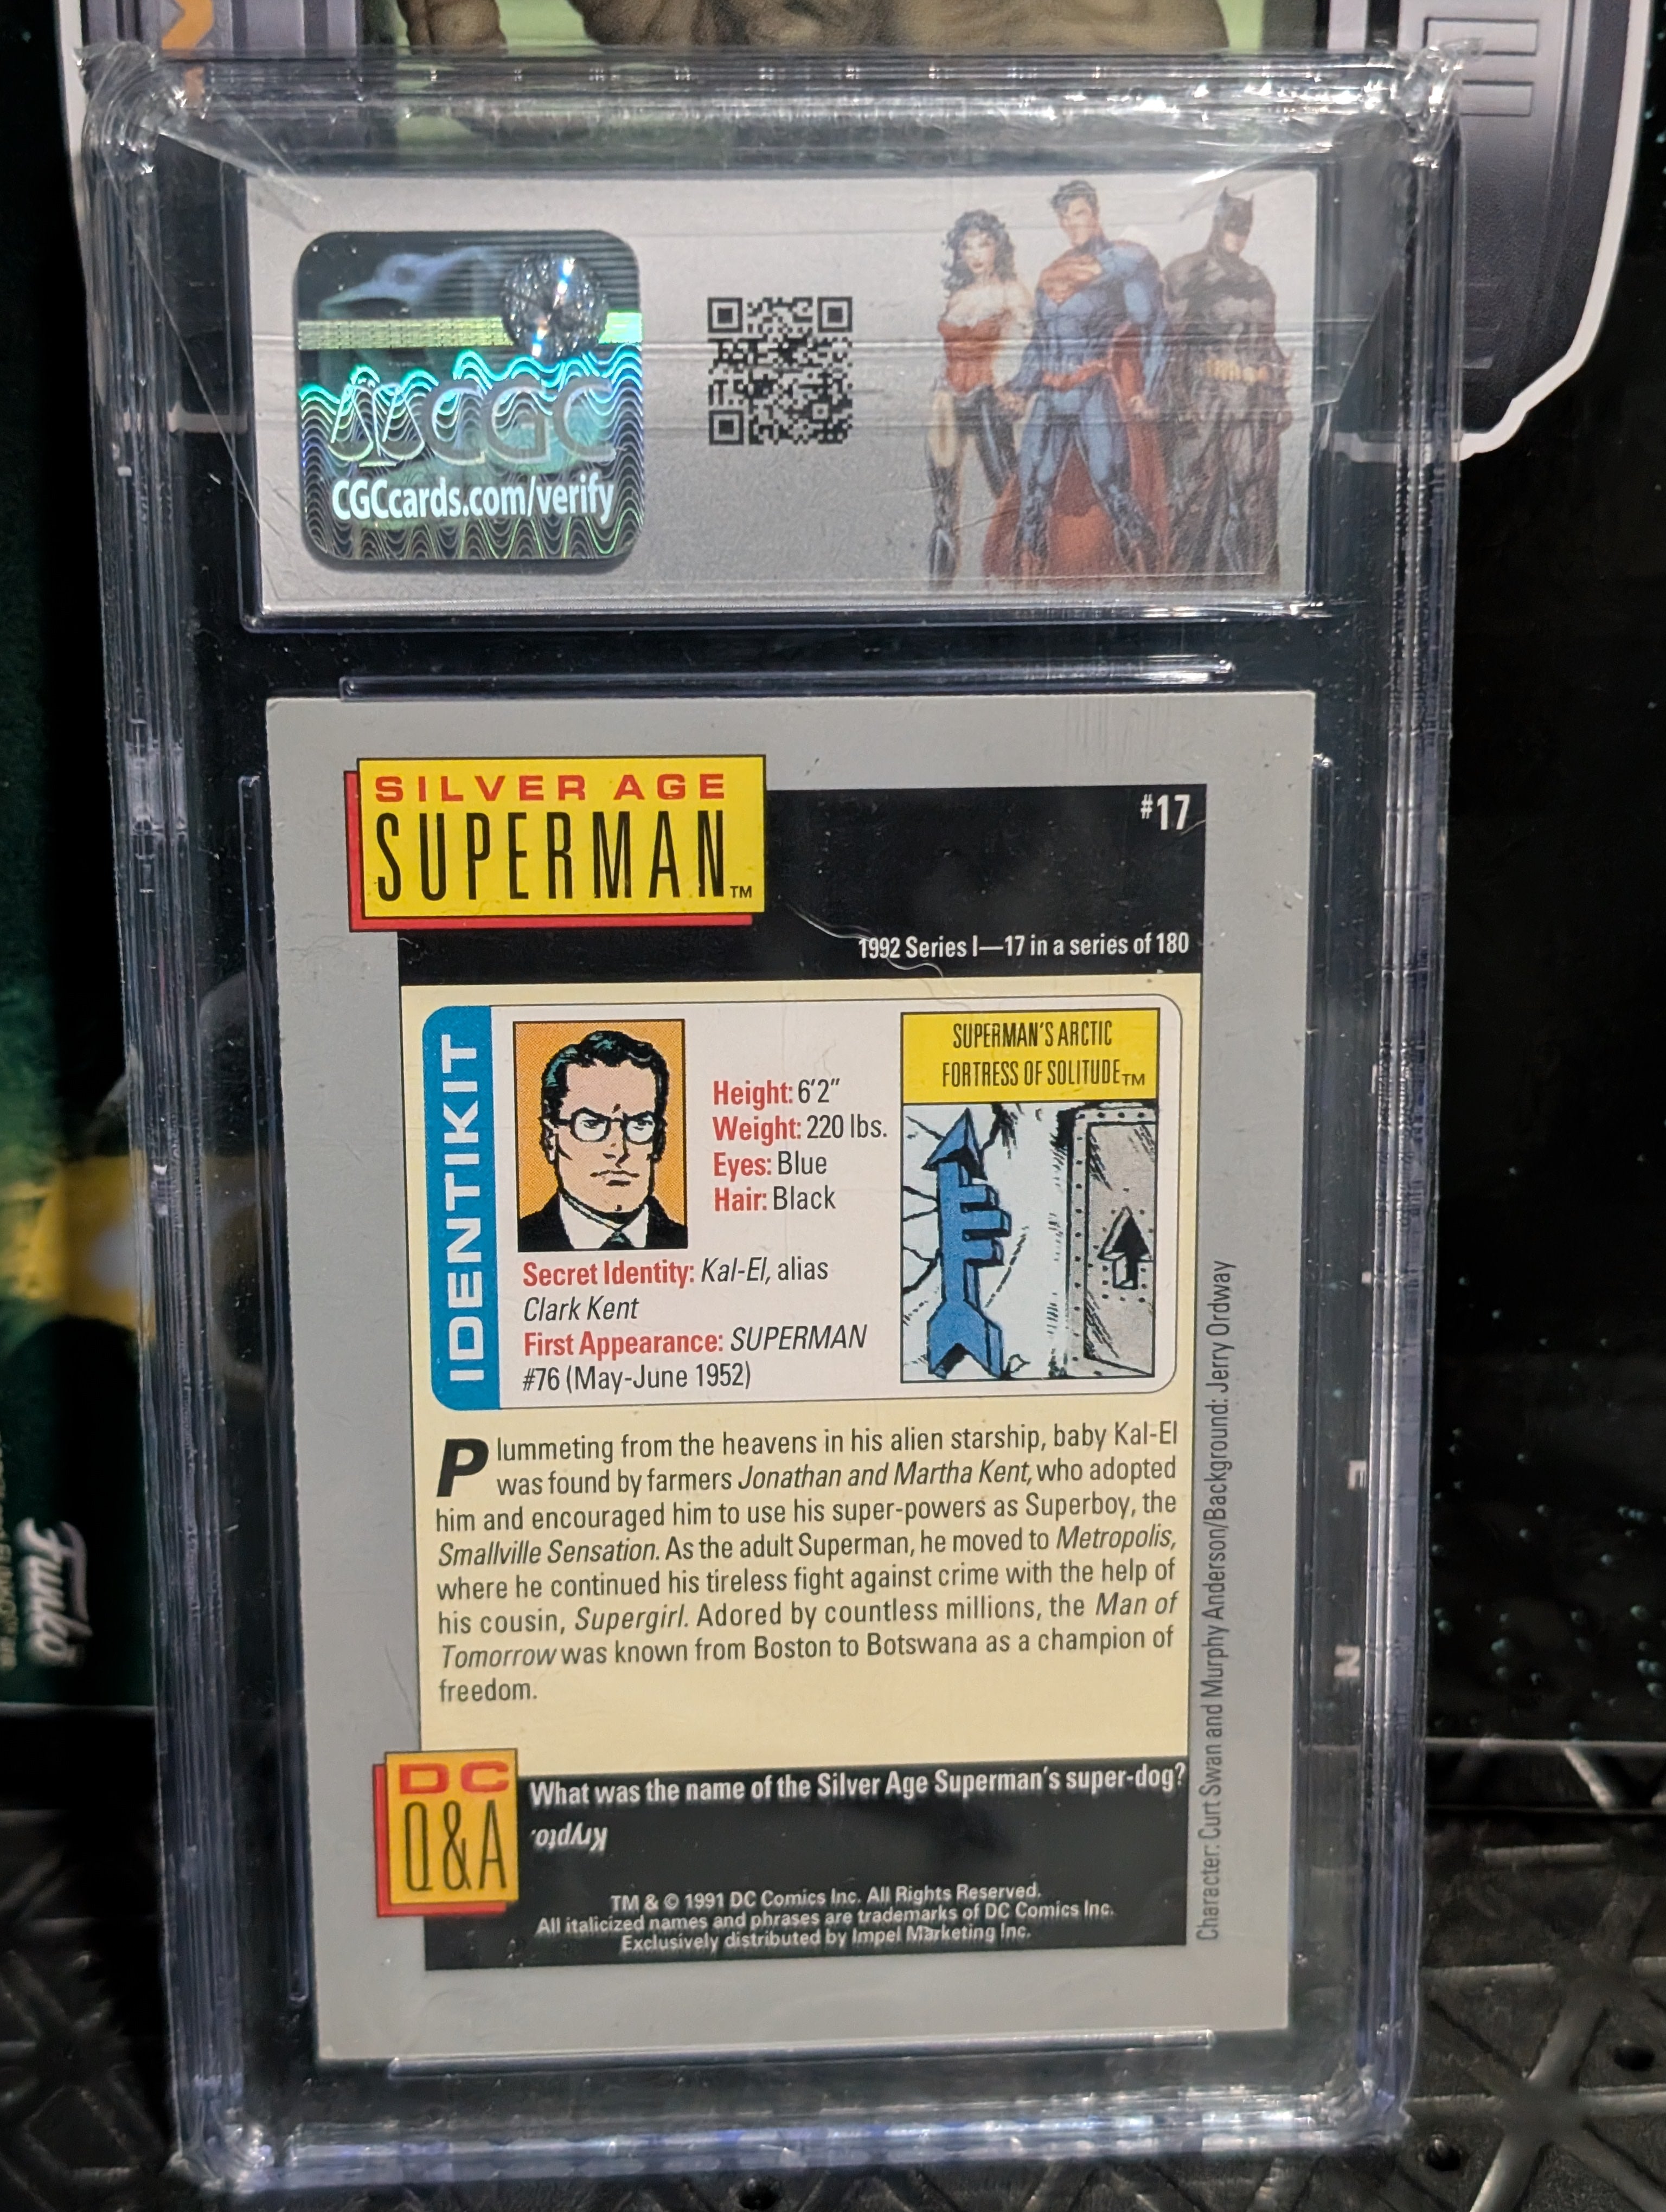 CGC
CGCcards.com/verify
SILVER AGE
SUPERMAN™
#17
1992 Series I—17 in a series of 180
IDENTIKIT
Height: 6'2"
Weight: 220 lbs.
Eyes: Blue
Hair: Black
Secret Identity: Kal-El, alias
Clark Kent
First Appearance: SUPERMAN
#76 (May-June 1952)
SUPERMAN'S ARCTIC
FORTRESS OF SOLITUDE™
Plummeting from the heavens in his alien starship, baby Kal-El
was found by farmers Jonathan and Martha Kent, who adopted
him and encouraged him to use his super-powers as Superboy, the
Smallville Sensation. As the adult Superman, he moved to Metropolis,
where he continued his tireless fight against crime with the help of
his cousin, Supergirl. Adored by countless millions, the Man of
Tomorrow was known from Boston to Botswana as a champion of
freedom.
Character: Curt Swan and Murphy Anderson/Background: Jerry Ordway
DC
Q&A
What was the name of the Silver Age Superman's super-dog?
Krypto.
TM & © 1991 DC Comics Inc. All Rights Reserved.
All italicized names and phrases are trademarks of DC Comics Inc.
Exclusively distributed by Impel Marketing Inc.
Funko
E
N